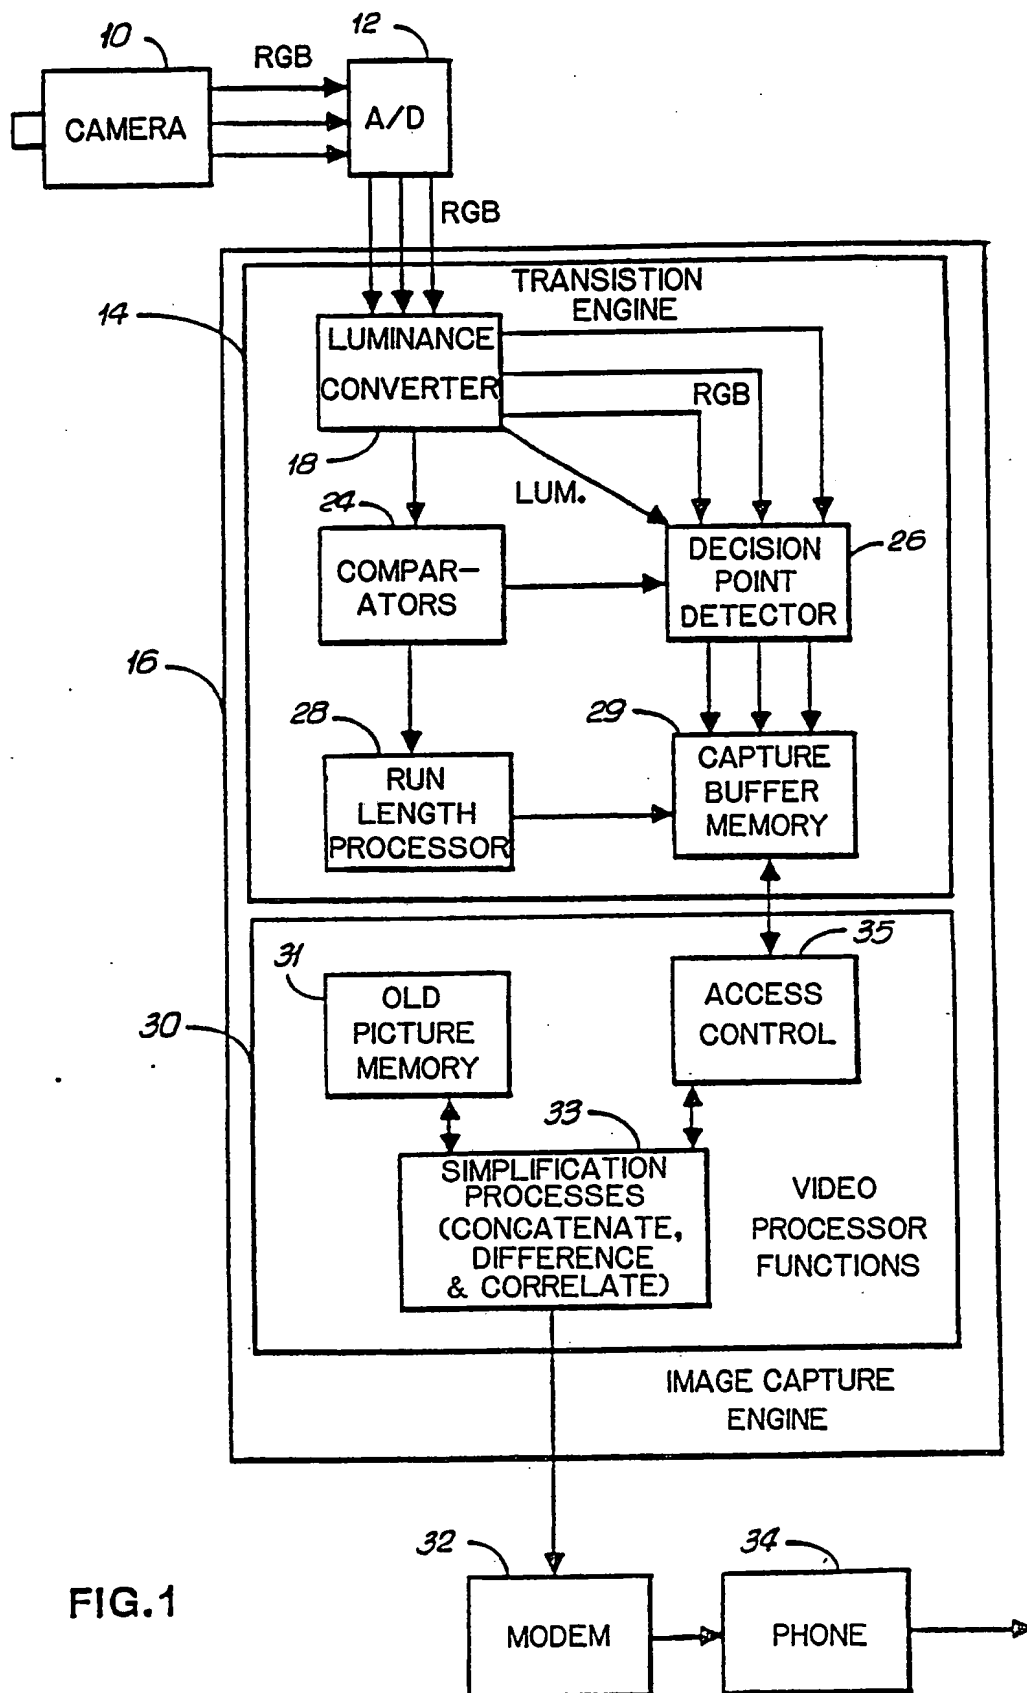 10
12
RGB
CAMERA
A/D
RGB
TRANSISTION
ENGINE
14
LUMINANCE
CONVERTER
RGB
18
LUM.
24
COMPAR-
ATORS
DECISION
POINT
DETECTOR
26
16
28
29
RUN
LENGTH
PROCESSOR
CAPTURE
BUFFER
MEMORY
31
35
OLD
PICTURE
MEMORY
ACCESS
CONTROL
30
33
SIMPLIFICATION
PROCESSES
(CONCATENATE,
DIFFERENCE
& CORRELATE)
VIDEO
PROCESSOR
FUNCTIONS
IMAGE CAPTURE
ENGINE
32
34
MODEM
PHONE
FIG.1